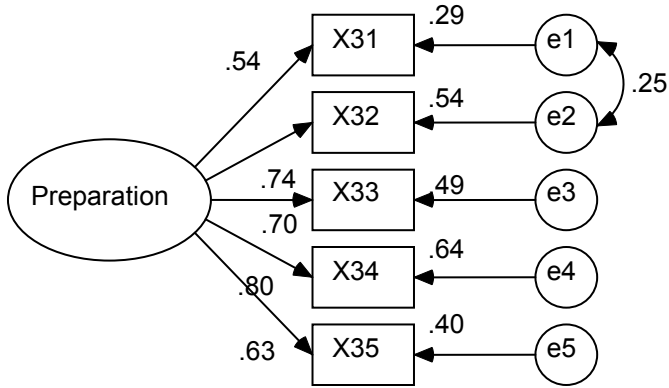 .29
X31
e1
.54
.25
.54
X32
e2
.74
.49
Preparation
X33
e3
.70
.64
X34
e4
.80
.40
X35
e5
.63